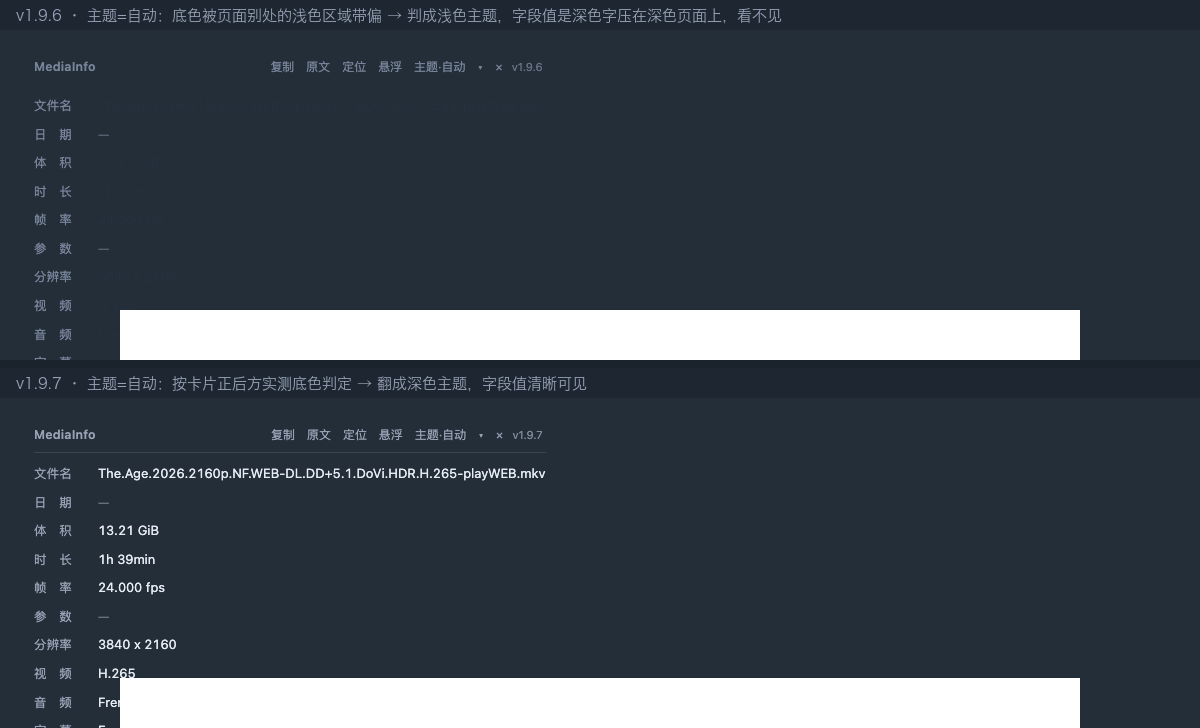 v1.9.6 · 主题=自动：底色被页面别处的浅色区域带偏 → 判成浅色主题，字段值是深色字压在深色页面上，看不见
MediaInfo 复制 原文 定位 悬浮 主题·自动 ▾ × v1.9.6
文件名
日 期 —
体 积
时 长
帧 率
参 数 —
分辨率
视 频
音 频
v1.9.7 · 主题=自动：按卡片正后方实测底色判定 → 翻成深色主题，字段值清晰可见
MediaInfo 复制 原文 定位 悬浮 主题·自动 ▾ × v1.9.7
文件名 The.Age.2026.2160p.NF.WEB-DL.DD+5.1.DoVi.HDR.H.265-playWEB.mkv
日 期 —
体 积 13.21 GiB
时 长 1h 39min
帧 率 24.000 fps
参 数 —
分辨率 3840 x 2160
视 频 H.265
音 频